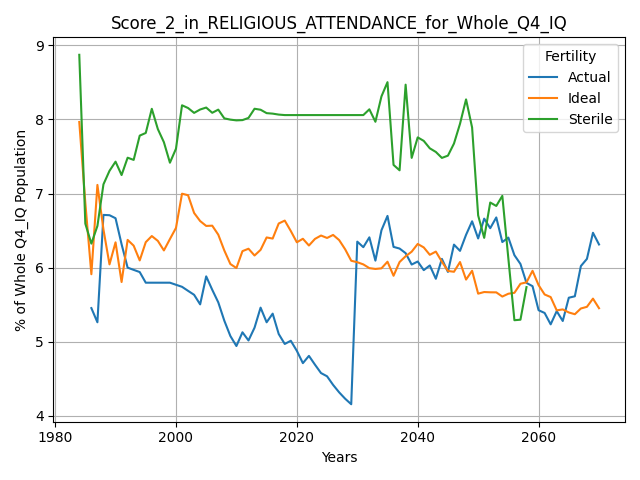 Score_2_in_RELIGIOUS_ATTENDANCE_for_Whole_Q4_IQ
% of Whole Q4_IQ Population
9
8
7
6
5
4
Fertility
Actual
Ideal
Sterile
1980
2000
2020
2040
2060
Years